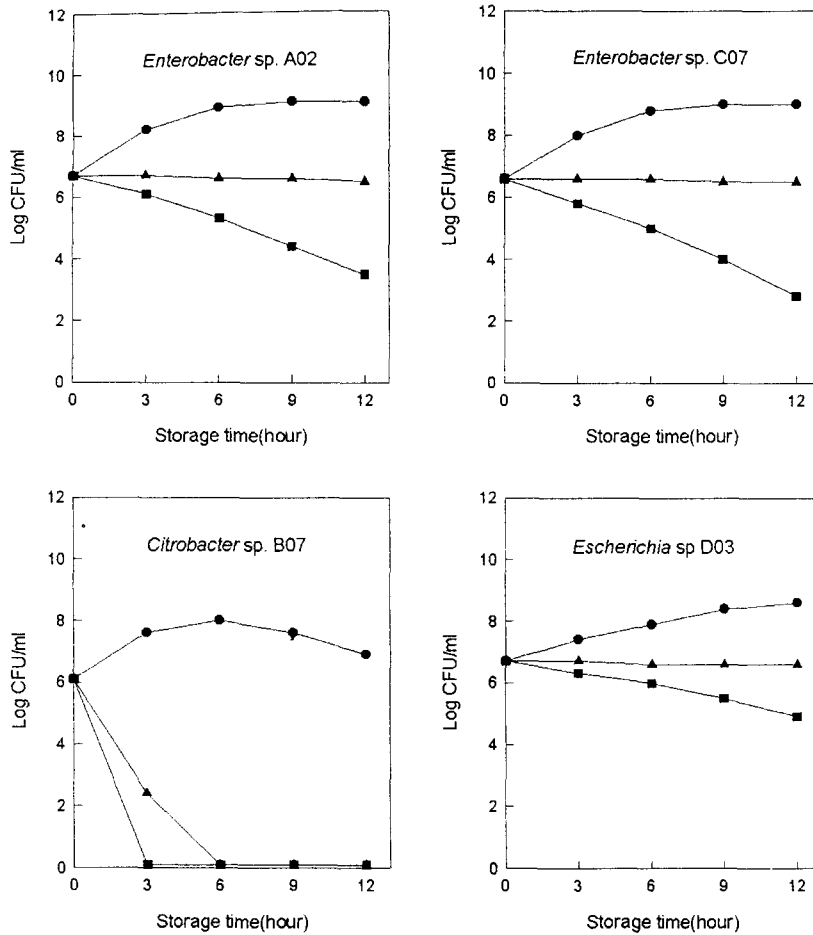 12
10
8
6
4
2
0
Log CFU/ml
Enterobacter sp. A02
0 3 6 9 12
Storage time(hour)
12
10
8
6
4
2
0
Log CFU/ml
Enterobacter sp. C07
0 3 6 9 12
Storage time(hour)
12
10
8
6
4
2
0
Log CFU/ml
Citrobacter sp. B07
0 3 6 9 12
Storage time(hour)
12
10
8
6
4
2
0
Log CFU/ml
Escherichia sp D03
0 3 6 9 12
Storage time(hour)